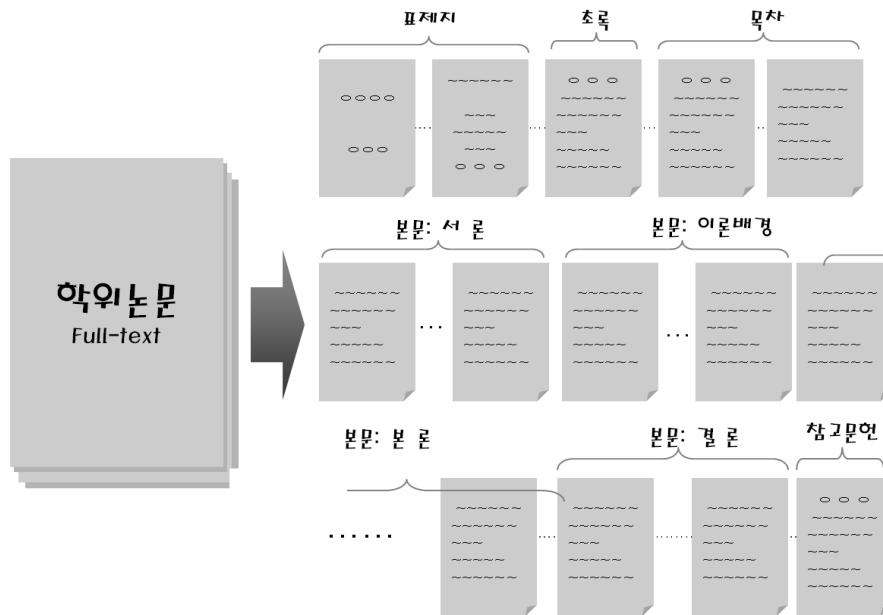 표제지
초록
목차
본문: 서 론
본문: 이론배경
학위논문
Full-text
본문: 본 론
본문: 결 론
참고문헌